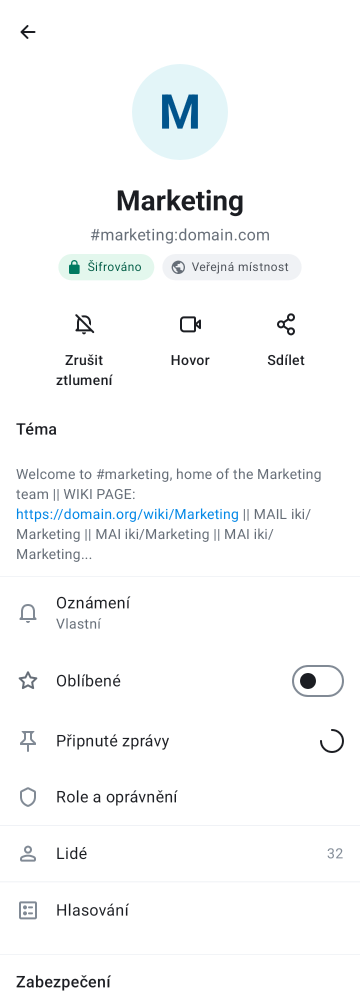 M
Marketing
#marketing:domain.com
Šifrováno
Veřejná místnost
Zrušit
ztlumení
Hovor
Sdílet
Téma
Welcome to #marketing, home of the Marketing
team || WIKI PAGE:
https://domain.org/wiki/Marketing || MAIL iki/
Marketing || MAI iki/Marketing || MAI iki/
Marketing...
Oznámení
Vlastní
Oblíbené
Připnuté zprávy
Role a oprávnění
Lidé
32
Hlasování
Zabezpečení